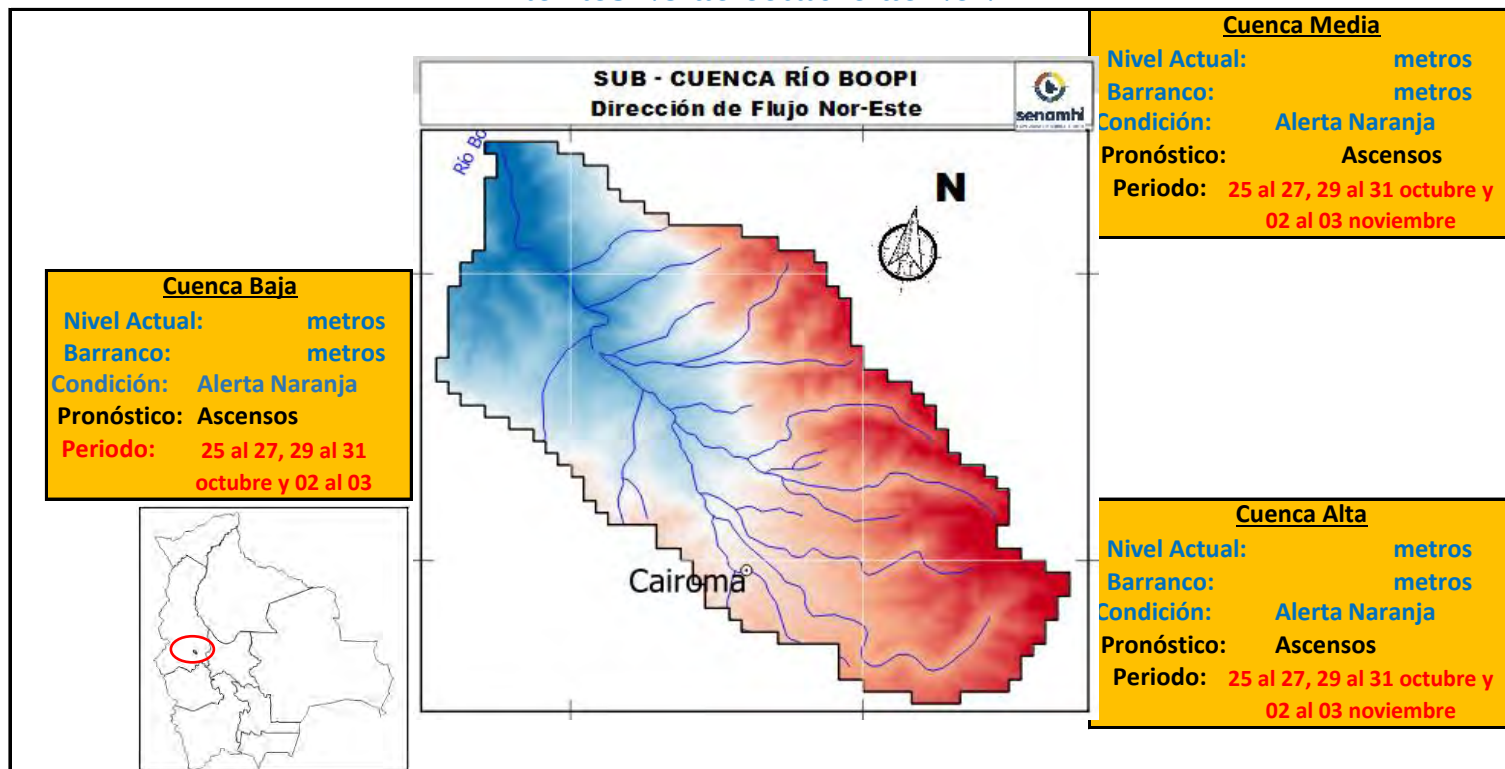 SUB - CUENCA RÍO BOOPI
Dirección de Flujo Nor-Este
senamhi
Río Bo
N
Cairoma
Cuenca Media
Nivel Actual: metros
Barranco: metros
Condición: Alerta Naranja
Pronóstico: Ascensos
Periodo: 25 al 27, 29 al 31 octubre y
02 al 03 noviembre
Cuenca Baja
Nivel Actual: metros
Barranco: metros
Condición: Alerta Naranja
Pronóstico: Ascensos
Periodo: 25 al 27, 29 al 31
octubre y 02 al 03
Cuenca Alta
Nivel Actual: metros
Barranco: metros
Condición: Alerta Naranja
Pronóstico: Ascensos
Periodo: 25 al 27, 29 al 31 octubre y
02 al 03 noviembre